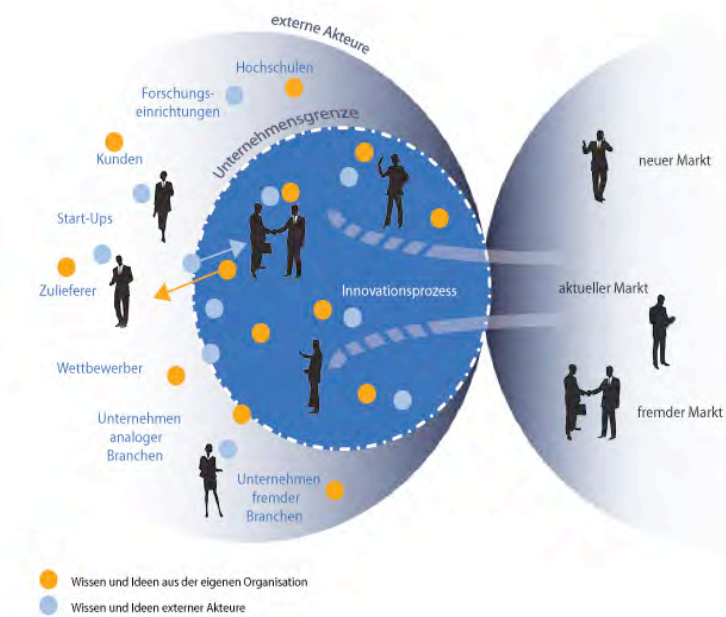 externe Akteure
Hochschulen
Forschungs-
einrichtungen
Unternehmensgrenze
Kunden
neuer Markt
Start-Ups
Zulieferer
Innovationsprozess
aktueller Markt
Wettbewerber
fremder Markt
Unternehmen
analoger
Branchen
Unternehmen
fremder
Branchen
Wissen und Ideen aus der eigenen Organisation
Wissen und Ideen externer Akteure